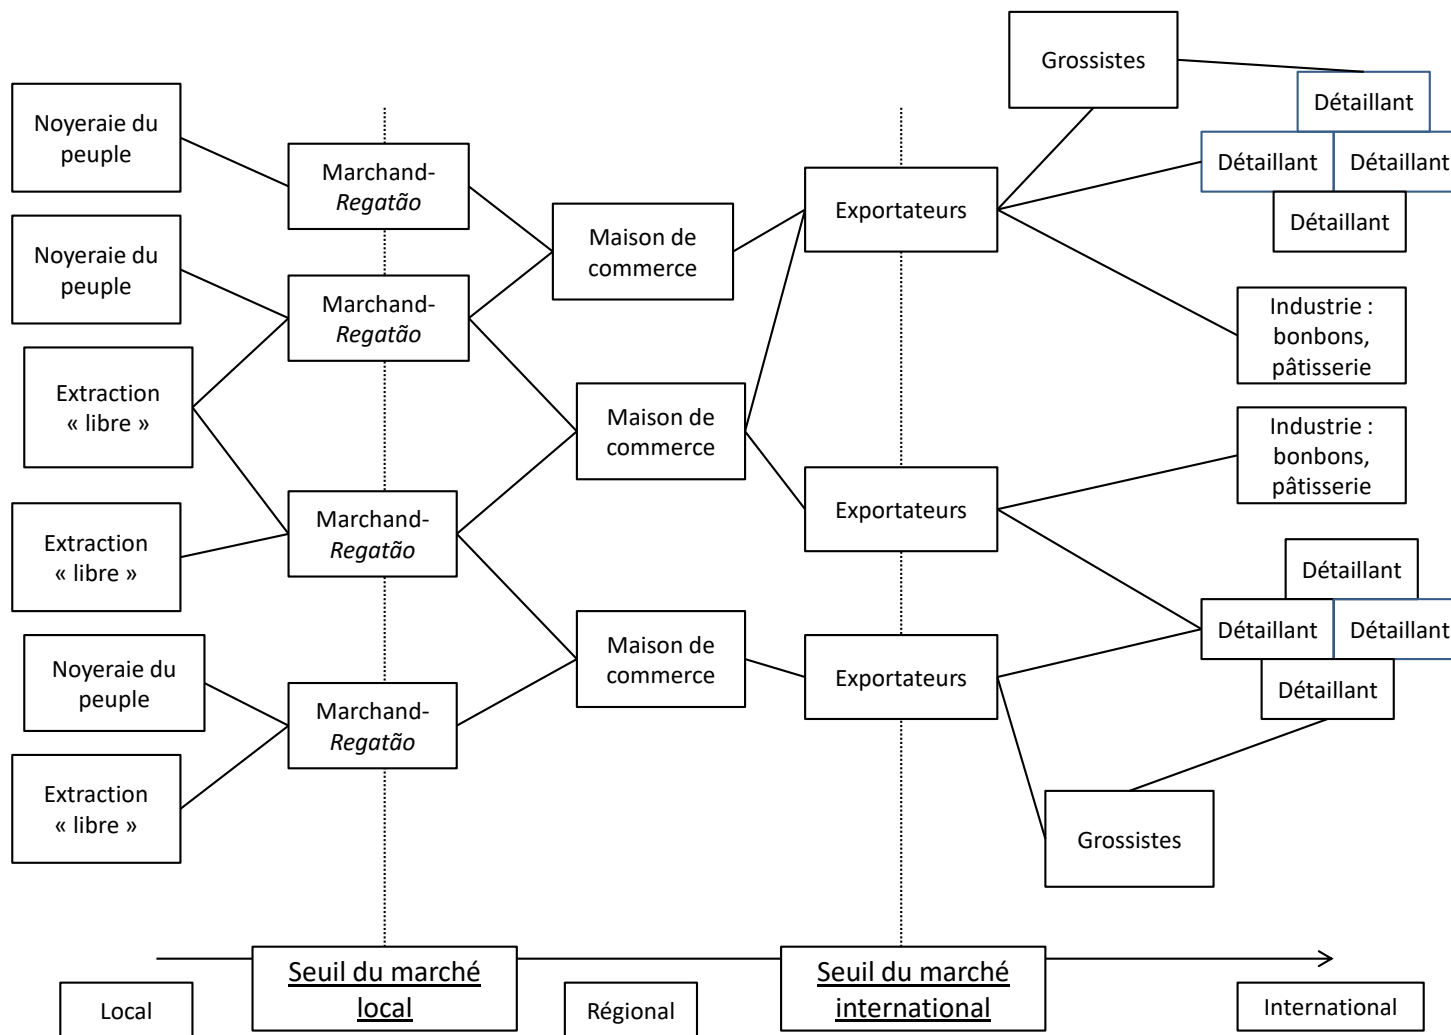 Noyeraie du
peuple
Noyeraie du
peuple
Extraction
« libre »
Extraction
« libre »
Noyeraie du
peuple
Extraction
« libre »
Marchand-
Regatão
Marchand-
Regatão
Marchand-
Regatão
Marchand-
Regatão
Maison de
commerce
Maison de
commerce
Maison de
commerce
Exportateurs
Exportateurs
Exportateurs
Grossistes
Détaillant
Détaillant
Détaillant
Détaillant
Industrie :
bonbons,
pâtisserie
Industrie :
bonbons,
pâtisserie
Détaillant
Détaillant
Détaillant
Détaillant
Grossistes
Local
Seuil du marché
local
Régional
Seuil du marché
international
International